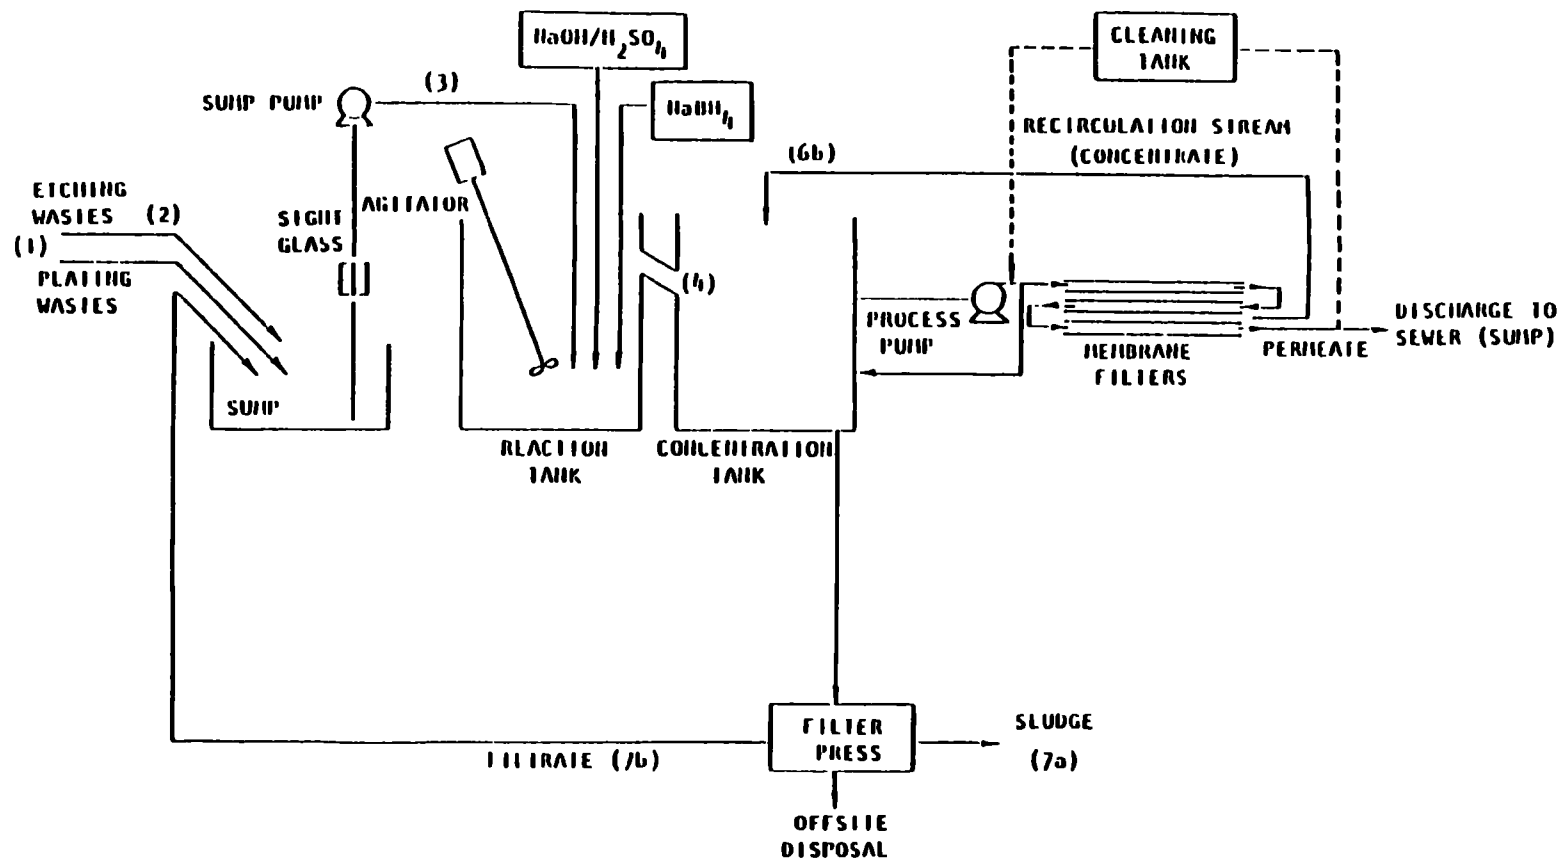 NaOH/H2SO4
CLEANING
TANK
(3)
SUMP PUMP
NaBH4
RECIRCULATION STREAM
(CONCENTRATE)
(6b)
ETCHING
WASTES (2)
(1)
PLATING
WASTES
SIGHT
GLASS
AGITATOR
(4)
PROCESS
PUMP
MEMBRANE
FILTERS
PERMEATE
DISCHARGE TO
SEWER (SUMP)
SUMP
REACTION
TANK
CONCENTRATION
TANK
FILTER
PRESS
SLUDGE
(7a)
FILTRATE (7b)
OFFSITE
DISPOSAL